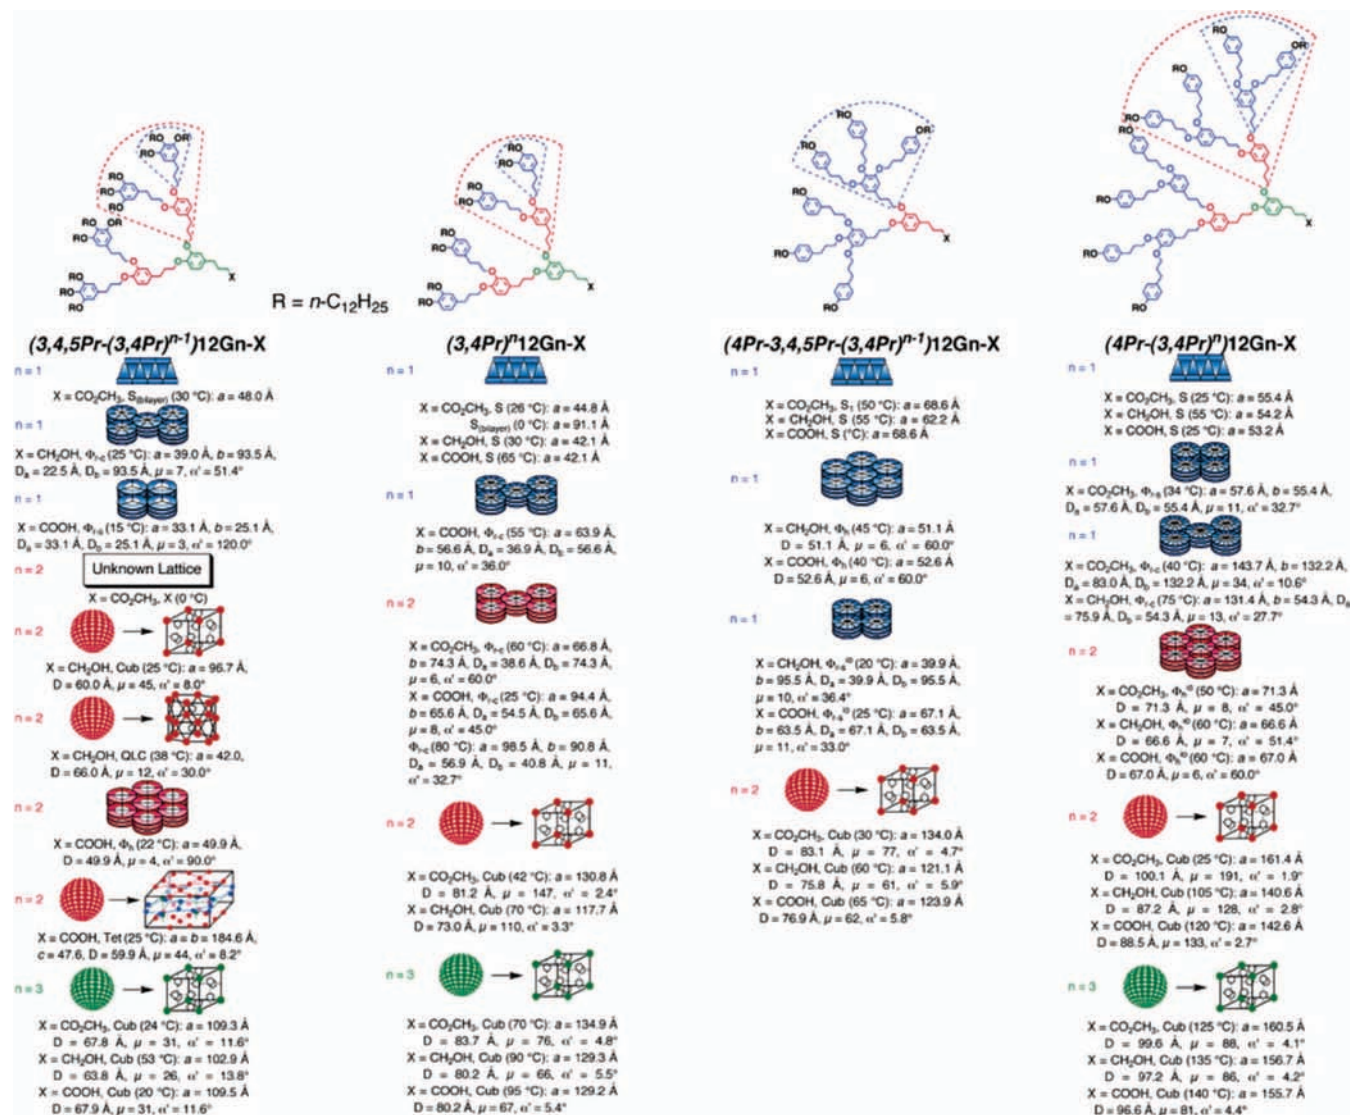 R = n-C12H25
(3,4,5Pr-(3,4Pr)n-1)12Gn-X
n = 1
X = CO2CH3, S(bilayer) (30 °C): a = 48.0 Å
n = 1
X = CH2OH, Φr-c (25 °C): a = 39.0 Å, b = 93.5 Å,
Da = 22.5 Å, Db = 93.5 Å, μ = 7, α' = 51.4°
n = 1
X = COOH, Φr-s (15 °C): a = 33.1 Å, b = 25.1 Å,
Da = 33.1 Å, Db = 25.1 Å, μ = 3, α' = 120.0°
n = 2
Unknown Lattice
X = CO2CH3, X (0 °C)
n = 2
X = CH2OH, Cub (25 °C): a = 96.7 Å,
D = 60.0 Å, μ = 45, α' = 8.0°
n = 2
X = CH2OH, QLC (38 °C): a = 42.0,
D = 66.0 Å, μ = 12, α' = 30.0°
n = 2
X = COOH, Φh (22 °C): a = 49.9 Å,
D = 49.9 Å, μ = 4, α' = 90.0°
n = 2
X = COOH, Tet (25 °C): a = b = 184.6 Å,
c = 47.6, D = 59.9 Å, μ = 44, α' = 8.2°
n = 3
X = CO2CH3, Cub (24 °C): a = 109.3 Å
D = 67.8 Å, μ = 31, α' = 11.6°
X = CH2OH, Cub (53 °C): a = 102.9 Å
D = 63.8 Å, μ = 26, α' = 13.8°
X = COOH, Cub (20 °C): a = 109.5 Å
D = 67.9 Å, μ = 31, α' = 11.6°
(3,4Pr)n12Gn-X
X = CO2CH3, S (26 °C): a = 44.8 Å
S(bilayer) (0 °C): a = 91.1 Å
X = CH2OH, S (30 °C): a = 42.1 Å
X = COOH, S (65 °C): a = 42.1 Å
n = 1
X = COOH, Φr-c (55 °C): a = 63.9 Å,
b = 56.6 Å, Da = 36.9 Å, Db = 56.6 Å,
μ = 10, α' = 36.0°
n = 2
X = CO2CH3, Φr-c (60 °C): a = 66.8 Å,
b = 74.3 Å, Da = 38.6 Å, Db = 74.3 Å,
μ = 6, α' = 60.0°
X = COOH, Φr-c (25 °C): a = 94.4 Å,
b = 65.6 Å, Da = 54.5 Å, Db = 65.6 Å,
μ = 8, α' = 45.0°
Φr-c (80 °C): a = 98.5 Å, b = 90.8 Å,
Da = 56.9 Å, Db = 40.8 Å, μ = 11,
α' = 32.7°
n = 2
X = CO2CH3, Cub (42 °C): a = 130.8 Å
D = 81.2 Å, μ = 147, α' = 2.4°
X = CH2OH, Cub (70 °C): a = 117.7 Å
D = 73.0 Å, μ = 110, α' = 3.3°
n = 3
X = CO2CH3, Cub (70 °C): a = 134.9 Å
D = 83.7 Å, μ = 76, α' = 4.8°
X = CH2OH, Cub (90 °C): a = 129.3 Å
D = 80.2 Å, μ = 66, α' = 5.5°
X = COOH, Cub (95 °C): a = 129.2 Å
D = 80.2 Å, μ = 67, α' = 5.4°
(4Pr-3,4,5Pr-(3,4Pr)n-1)12Gn-X
n = 1
X = CO2CH3, S1 (50 °C): a = 68.6 Å
X = CH2OH, S (55 °C): a = 62.2 Å
X = COOH, S (°C): a = 68.6 Å
n = 1
X = CH2OH, Φh (45 °C): a = 51.1 Å
D = 51.1 Å, μ = 6, α' = 60.0°
X = COOH, Φh (40 °C): a = 52.6 Å
D = 52.6 Å, μ = 6, α' = 60.0°
n = 1
X = CH2OH, Φr-s io (20 °C): a = 39.9 Å,
b = 95.5 Å, Da = 39.9 Å, Db = 95.5 Å,
μ = 10, α' = 36.4°
X = COOH, Φr-s io (25 °C): a = 67.1 Å,
b = 63.5 Å, Da = 67.1 Å, Db = 63.5 Å,
μ = 11, α' = 33.0°
n = 2
X = CO2CH3, Cub (30 °C): a = 134.0 Å
D = 83.1 Å, μ = 77, α' = 4.7°
X = CH2OH, Cub (60 °C): a = 121.1 Å
D = 75.8 Å, μ = 61, α' = 5.9°
X = COOH, Cub (65 °C): a = 123.9 Å
D = 76.9 Å, μ = 62, α' = 5.8°
(4Pr-(3,4Pr)n)12Gn-X
n = 1
X = CO2CH3, S (25 °C): a = 55.4 Å
X = CH2OH, S (55 °C): a = 54.2 Å
X = COOH, S (25 °C): a = 53.2 Å
n = 1
X = CO2CH3, Φr-s (34 °C): a = 57.6 Å, b = 55.4 Å,
Da = 57.6 Å, Db = 55.4 Å, μ = 11, α' = 32.7°
n = 1
X = CO2CH3, Φr-c (40 °C): a = 143.7 Å, b = 132.2 Å,
Da = 83.0 Å, Db = 132.2 Å, μ = 34, α' = 10.6°
X = CH2OH, Φr-c (75 °C): a = 131.4 Å, b = 54.3 Å, Da
= 75.9 Å, Db = 54.3 Å, μ = 13, α' = 27.7°
n = 2
X = CO2CH3, Φh io (50 °C): a = 71.3 Å
D = 71.3 Å, μ = 8, α' = 45.0°
X = CH2OH, Φh io (60 °C): a = 66.6 Å
D = 66.6 Å, μ = 7, α' = 51.4°
X = COOH, Φh io (60 °C): a = 67.0 Å
D = 67.0 Å, μ = 6, α' = 60.0°
n = 2
X = CO2CH3, Cub (25 °C): a = 161.4 Å
D = 100.1 Å, μ = 191, α' = 1.9°
X = CH2OH, Cub (105 °C): a = 140.6 Å
D = 87.2 Å, μ = 128, α' = 2.8°
X = COOH, Cub (120 °C): a = 142.6 Å
D = 88.5 Å, μ = 133, α' = 2.7°
n = 3
X = CO2CH3, Cub (125 °C): a = 160.5 Å
D = 99.6 Å, μ = 88, α' = 4.1°
X = CH2OH, Cub (135 °C): a = 156.7 Å
D = 97.2 Å, μ = 86, α' = 4.2°
X = COOH, Cub (140 °C): a = 155.7 Å
D = 96.6 Å, μ = 81, α' = 4.4°